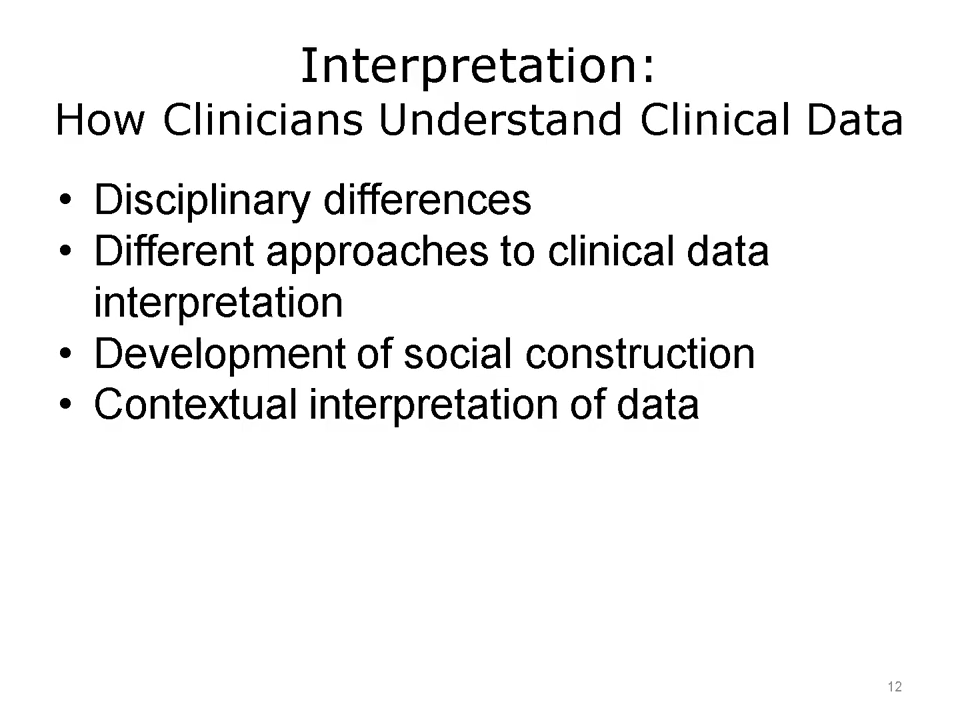 Interpretation:
How Clinicians Understand Clinical Data
• Disciplinary differences
• Different approaches to clinical data
interpretation
• Development of social construction
• Contextual interpretation of data
12